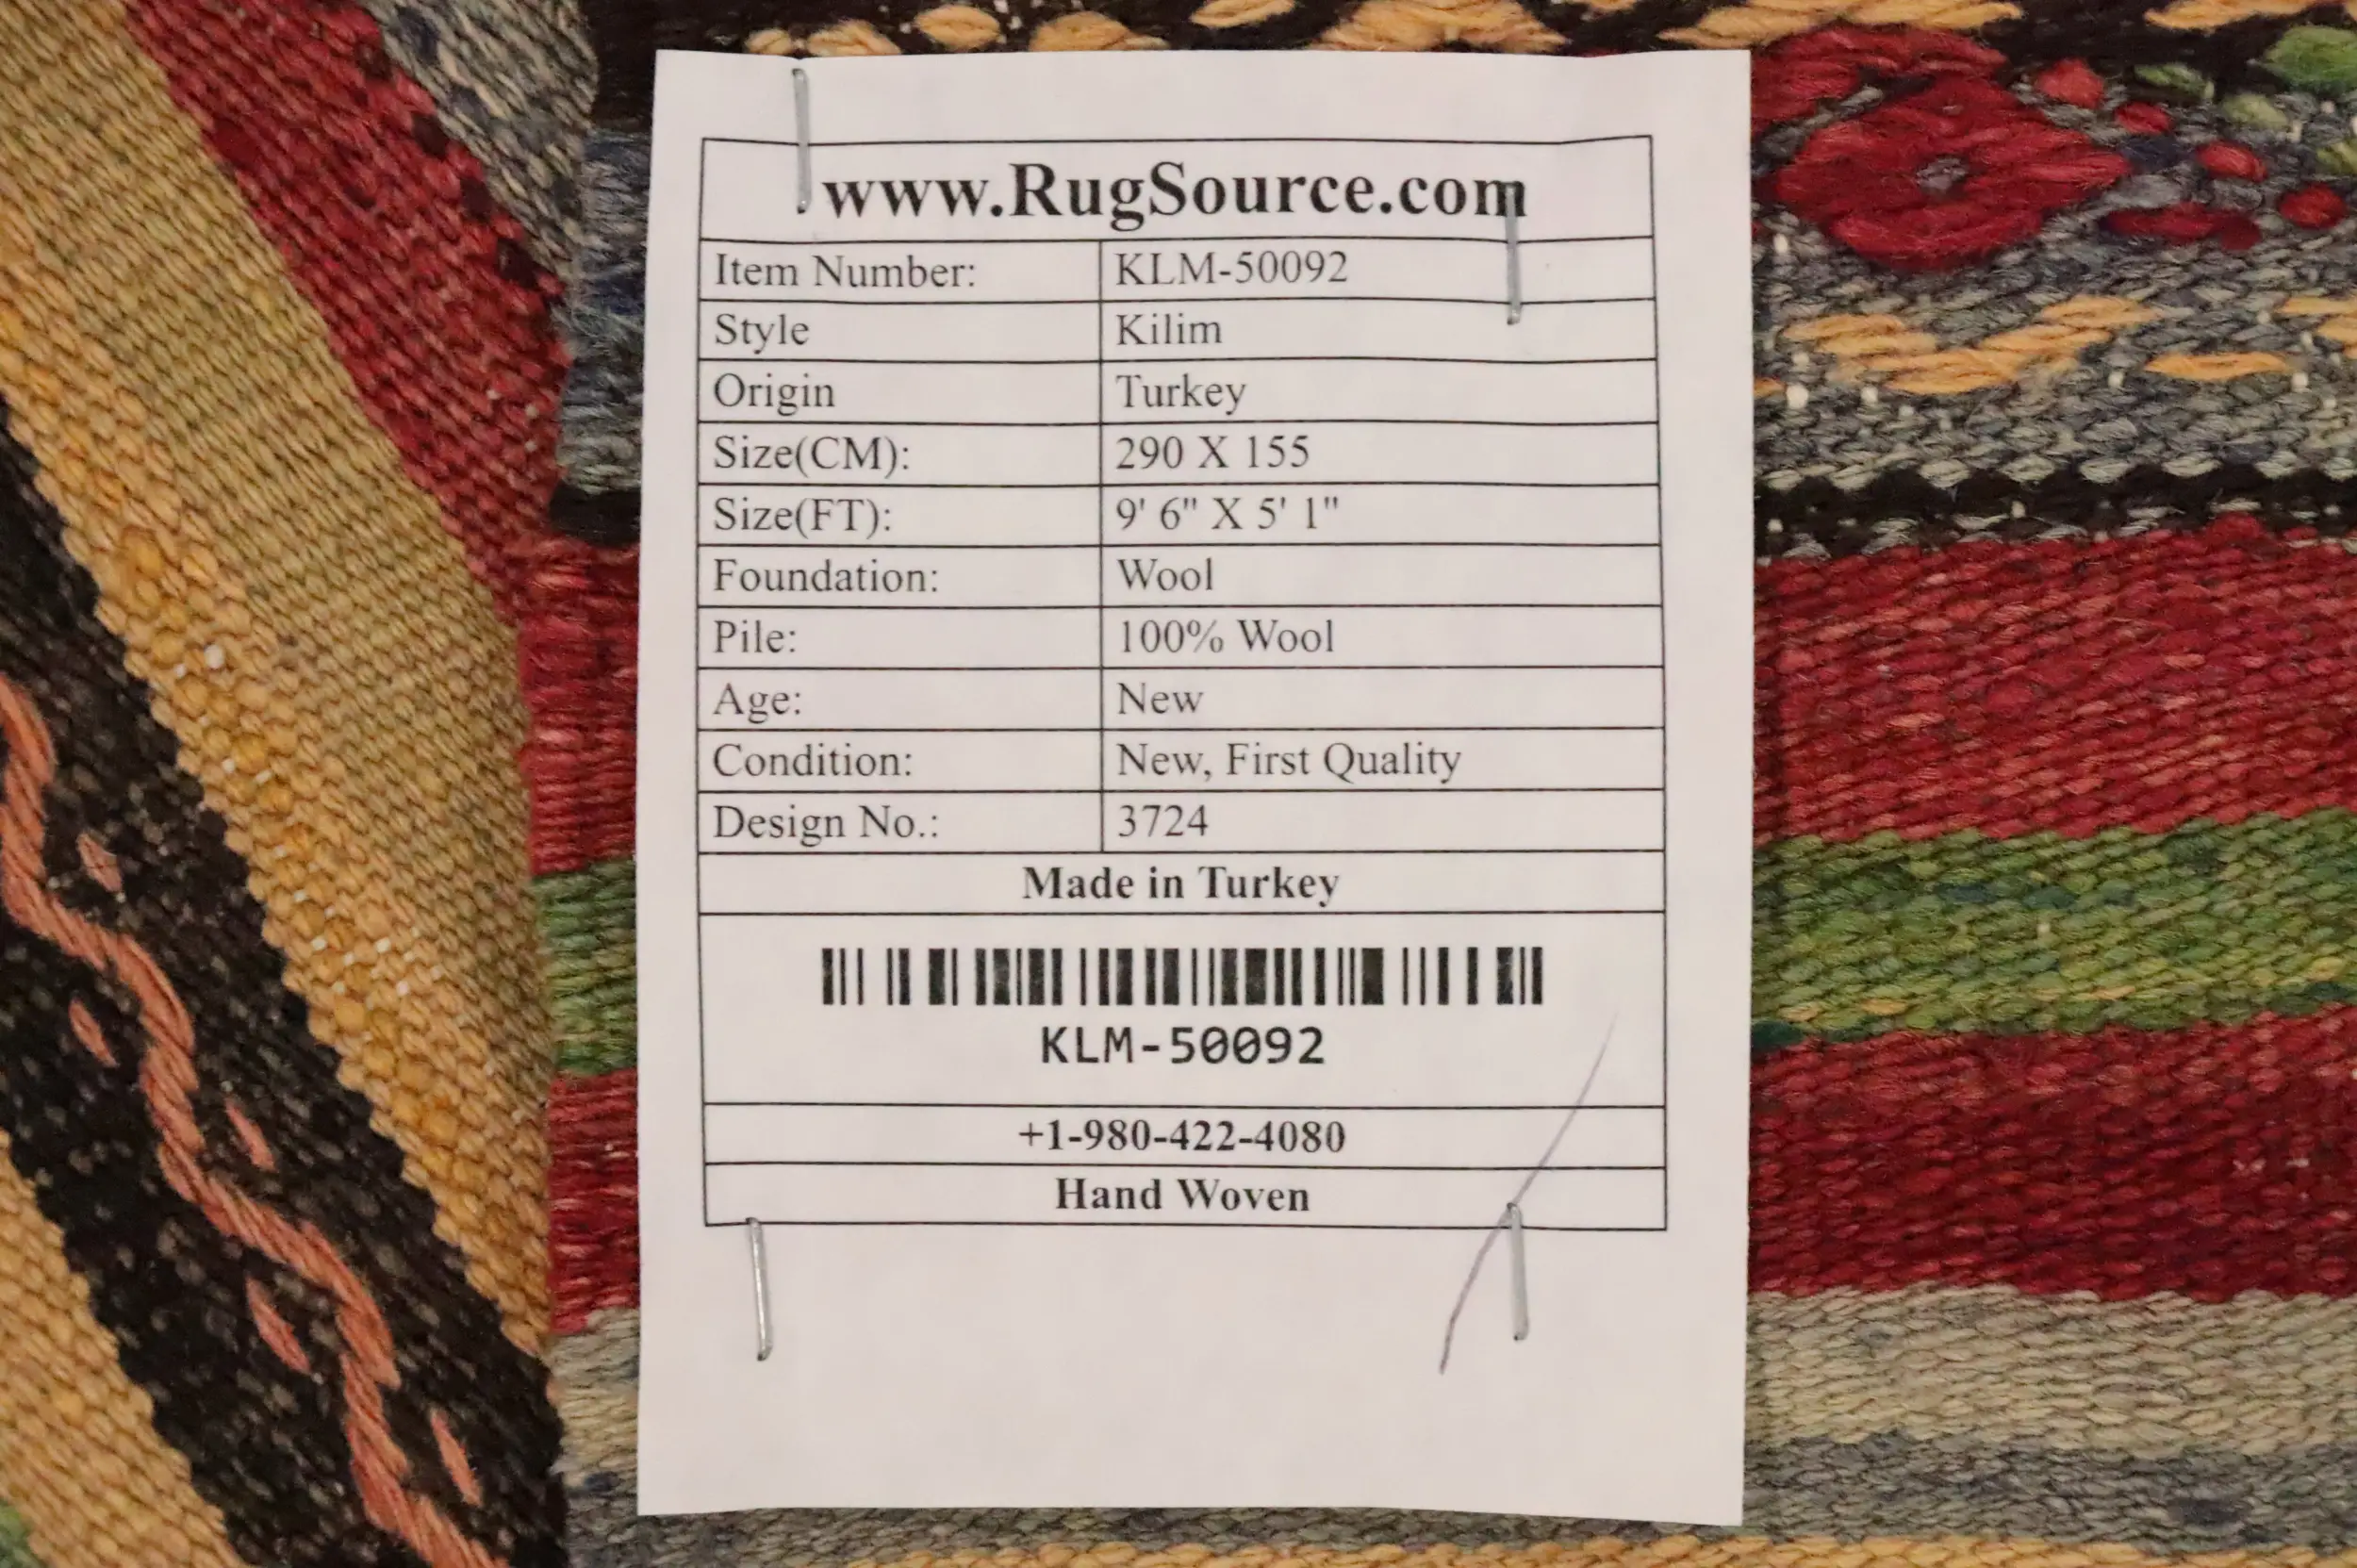 www.RugSource.com
Item Number: KLM-50092
Style Kilim
Origin Turkey
Size(CM): 290 X 155
Size(FT): 9' 6" X 5' 1"
Foundation: Wool
Pile: 100% Wool
Age: New
Condition: New, First Quality
Design No.: 3724
Made in Turkey
KLM-50092
+1-980-422-4080
Hand Woven